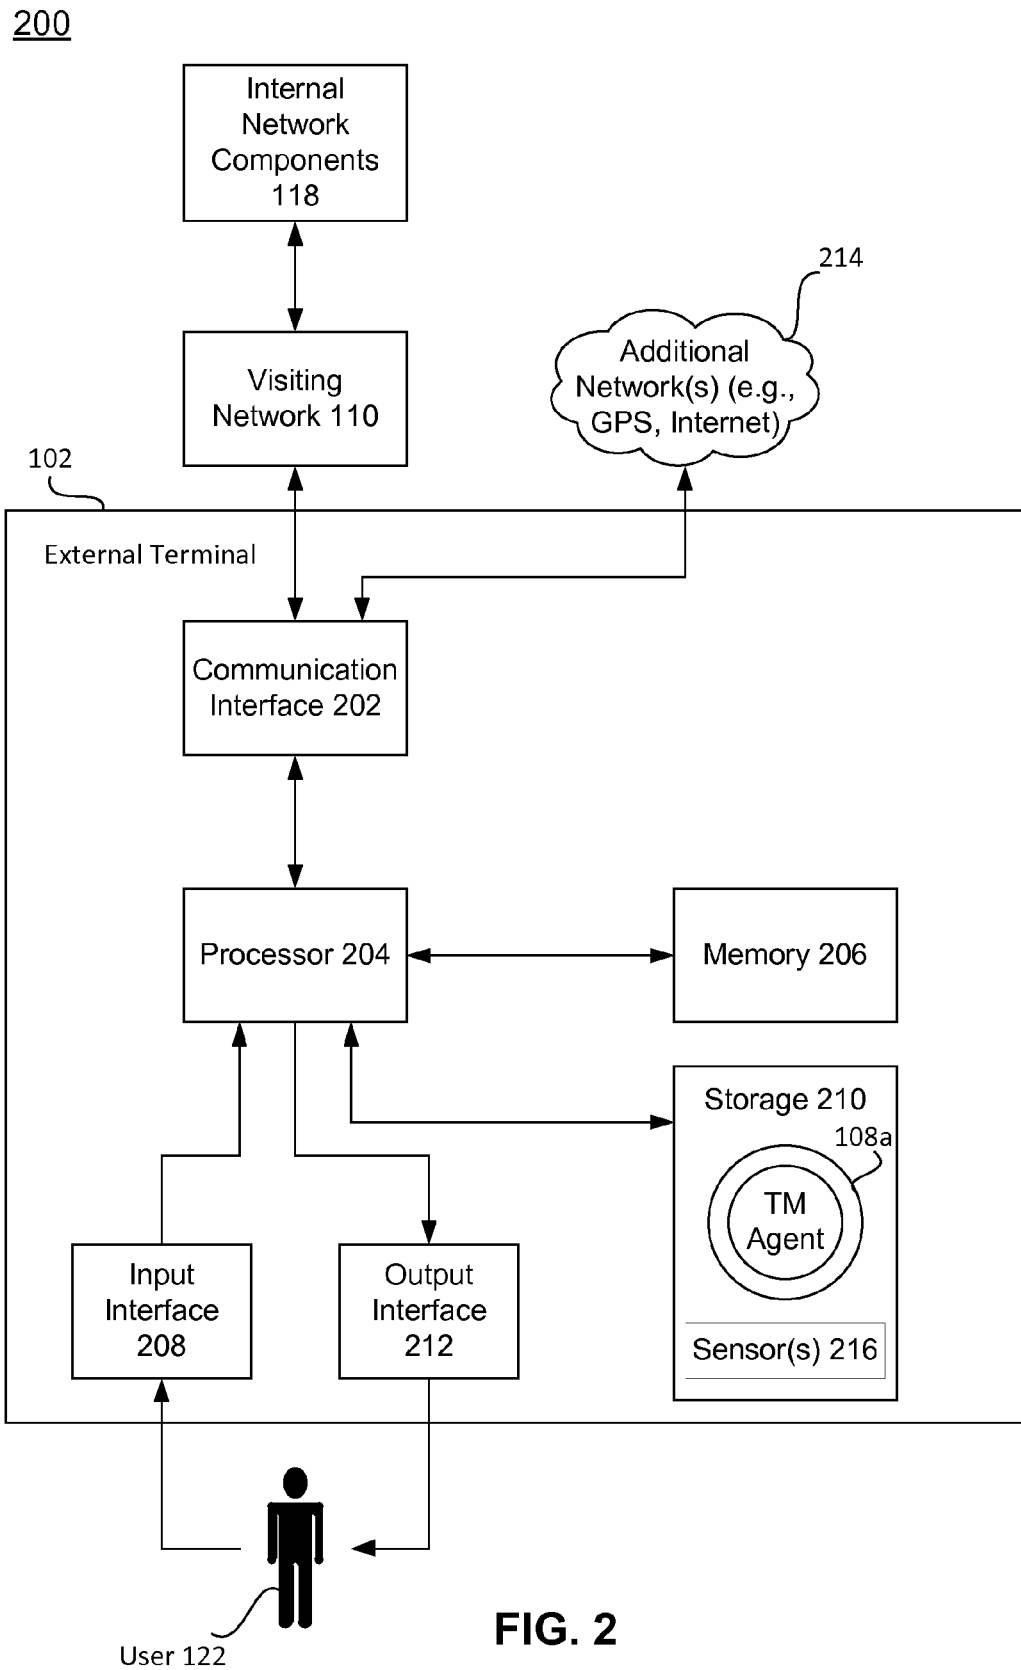 200
Internal
Network
Components
118
214
Additional
Network(s) (e.g.,
GPS, Internet)
Visiting
Network 110
102
External Terminal
Communication
Interface 202
Processor 204
Memory 206
Storage 210
108a
TM
Agent
Sensor(s) 216
Input
Interface
208
Output
Interface
212
User 122
FIG. 2